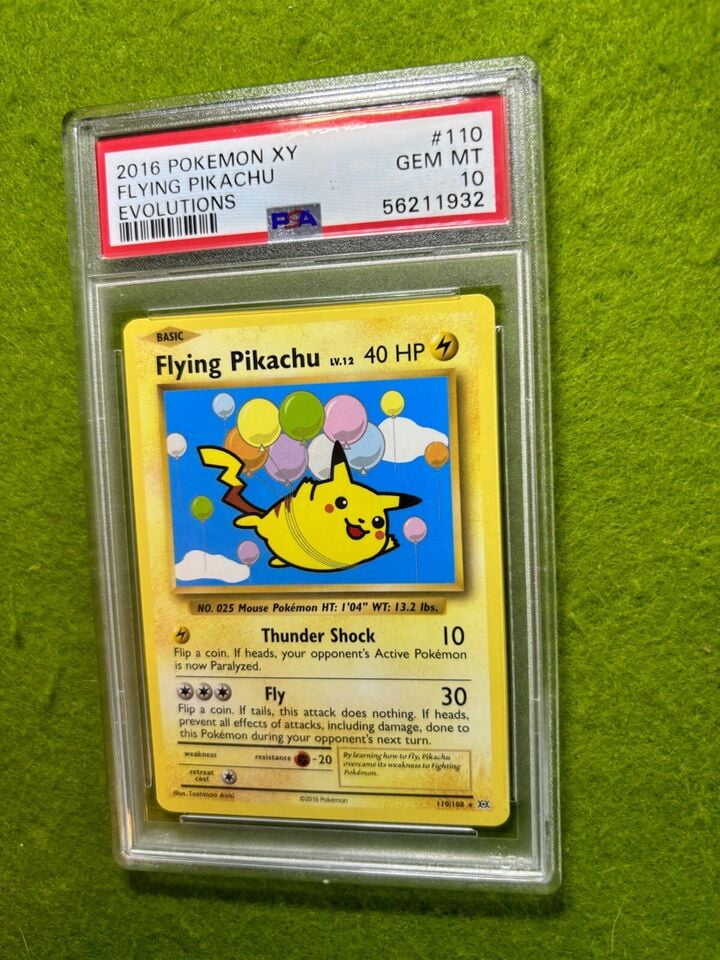 2016 POKEMON XY #110
FLYING PIKACHU GEM MT
EVOLUTIONS 10
PSA 56211932
BASIC
Flying Pikachu LV.12 40 HP
NO. 025 Mouse Pokémon HT: 1'04" WT: 13.2 lbs.
Thunder Shock 10
Flip a coin. If heads, your opponent's Active Pokémon
is now Paralyzed.
Fly 30
Flip a coin. If tails, this attack does nothing. If heads,
prevent all effects of attacks, including damage, done to
this Pokémon during your opponent's next turn.
weakness resistance -20
retreat
cost
By learning how to fly, Pikachu
overcame its weakness to Fighting
Pokémon.
Illus. Toshinao Aoki ©2016 Pokémon 110/108 ★ XY